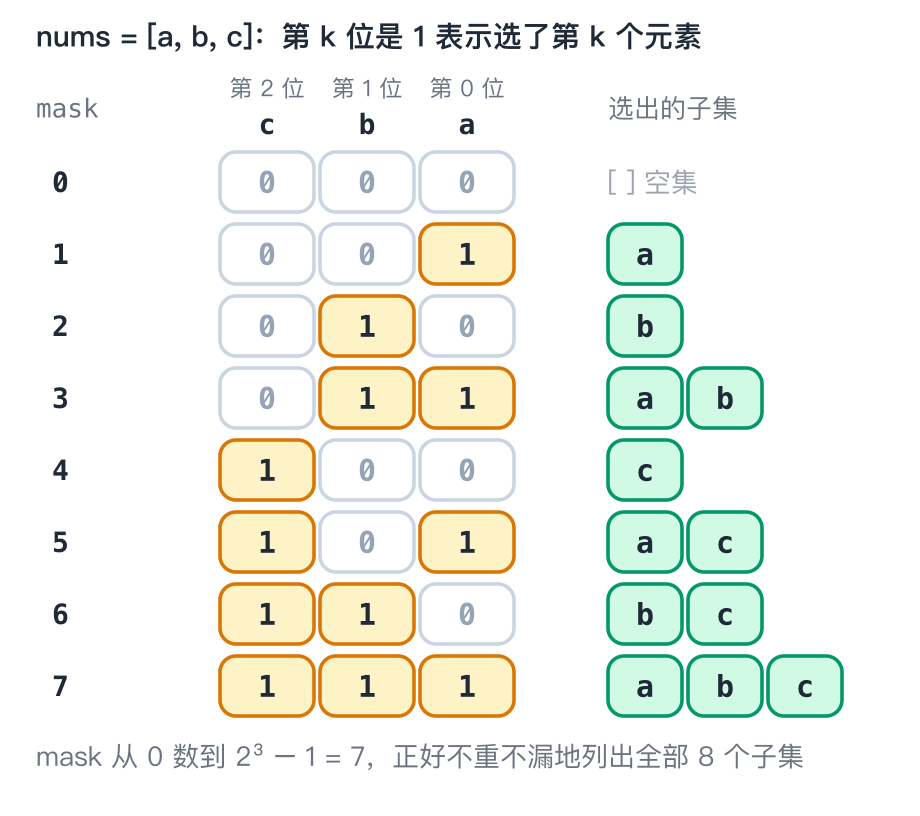 nums = [a, b, c]：第 k 位是 1 表示选了第 k 个元素
mask 第 2 位 第 1 位 第 0 位 选出的子集
c b a
0 0 0 0 [ ] 空集
1 0 0 1 a
2 0 1 0 b
3 0 1 1 a b
4 1 0 0 c
5 1 0 1 a c
6 1 1 0 b c
7 1 1 1 a b c
mask 从 0 数到 2³ − 1 = 7，正好不重不漏地列出全部 8 个子集